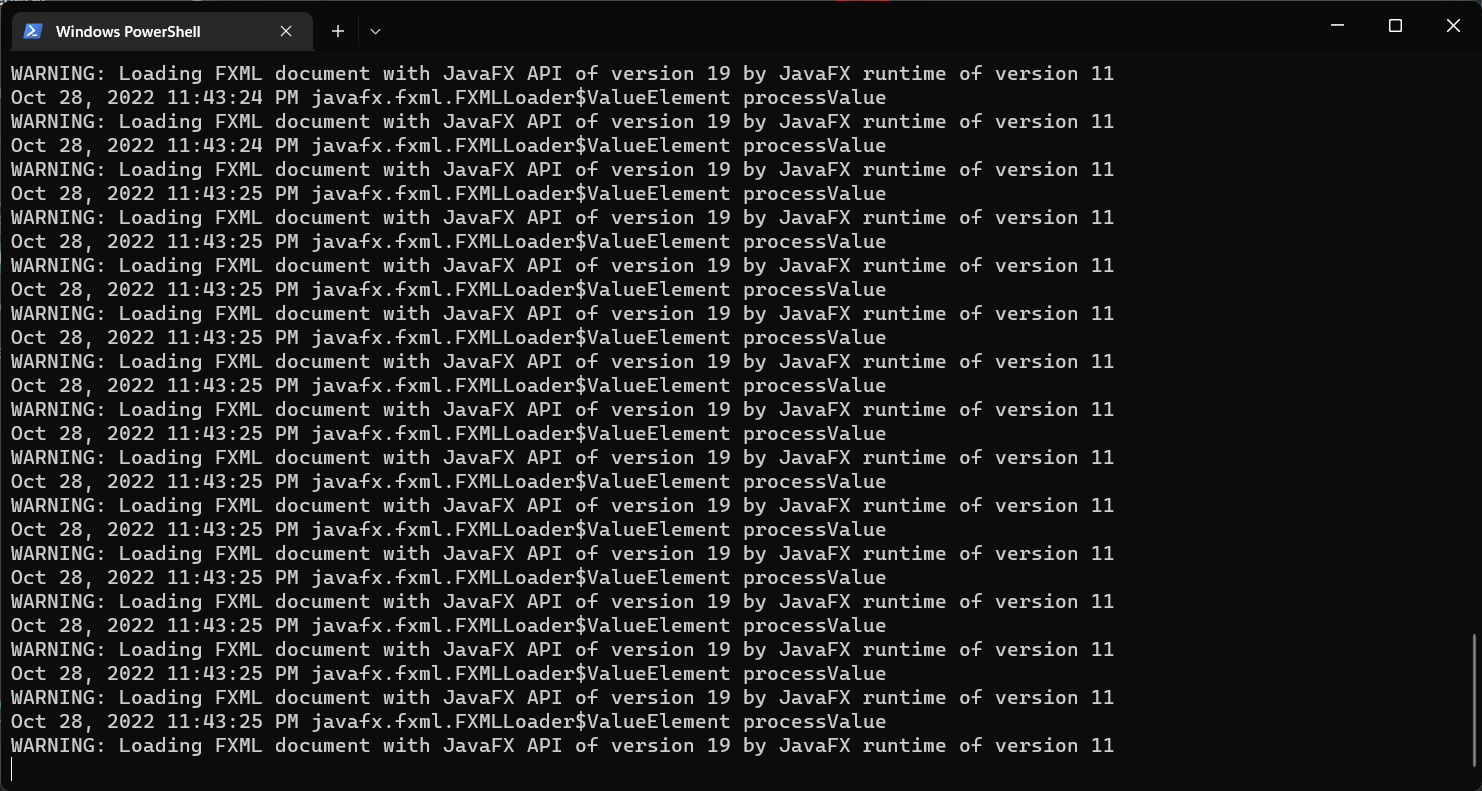 Windows PowerShell
WARNING: Loading FXML document with JavaFX API of version 19 by JavaFX runtime of version 11
Oct 28, 2022 11:43:24 PM javafx.fxml.FXMLLoader$ValueElement processValue
WARNING: Loading FXML document with JavaFX API of version 19 by JavaFX runtime of version 11
Oct 28, 2022 11:43:24 PM javafx.fxml.FXMLLoader$ValueElement processValue
WARNING: Loading FXML document with JavaFX API of version 19 by JavaFX runtime of version 11
Oct 28, 2022 11:43:25 PM javafx.fxml.FXMLLoader$ValueElement processValue
WARNING: Loading FXML document with JavaFX API of version 19 by JavaFX runtime of version 11
Oct 28, 2022 11:43:25 PM javafx.fxml.FXMLLoader$ValueElement processValue
WARNING: Loading FXML document with JavaFX API of version 19 by JavaFX runtime of version 11
Oct 28, 2022 11:43:25 PM javafx.fxml.FXMLLoader$ValueElement processValue
WARNING: Loading FXML document with JavaFX API of version 19 by JavaFX runtime of version 11
Oct 28, 2022 11:43:25 PM javafx.fxml.FXMLLoader$ValueElement processValue
WARNING: Loading FXML document with JavaFX API of version 19 by JavaFX runtime of version 11
Oct 28, 2022 11:43:25 PM javafx.fxml.FXMLLoader$ValueElement processValue
WARNING: Loading FXML document with JavaFX API of version 19 by JavaFX runtime of version 11
Oct 28, 2022 11:43:25 PM javafx.fxml.FXMLLoader$ValueElement processValue
WARNING: Loading FXML document with JavaFX API of version 19 by JavaFX runtime of version 11
Oct 28, 2022 11:43:25 PM javafx.fxml.FXMLLoader$ValueElement processValue
WARNING: Loading FXML document with JavaFX API of version 19 by JavaFX runtime of version 11
Oct 28, 2022 11:43:25 PM javafx.fxml.FXMLLoader$ValueElement processValue
WARNING: Loading FXML document with JavaFX API of version 19 by JavaFX runtime of version 11
Oct 28, 2022 11:43:25 PM javafx.fxml.FXMLLoader$ValueElement processValue
WARNING: Loading FXML document with JavaFX API of version 19 by JavaFX runtime of version 11
Oct 28, 2022 11:43:25 PM javafx.fxml.FXMLLoader$ValueElement processValue
WARNING: Loading FXML document with JavaFX API of version 19 by JavaFX runtime of version 11
Oct 28, 2022 11:43:25 PM javafx.fxml.FXMLLoader$ValueElement processValue
WARNING: Loading FXML document with JavaFX API of version 19 by JavaFX runtime of version 11
Oct 28, 2022 11:43:25 PM javafx.fxml.FXMLLoader$ValueElement processValue
WARNING: Loading FXML document with JavaFX API of version 19 by JavaFX runtime of version 11